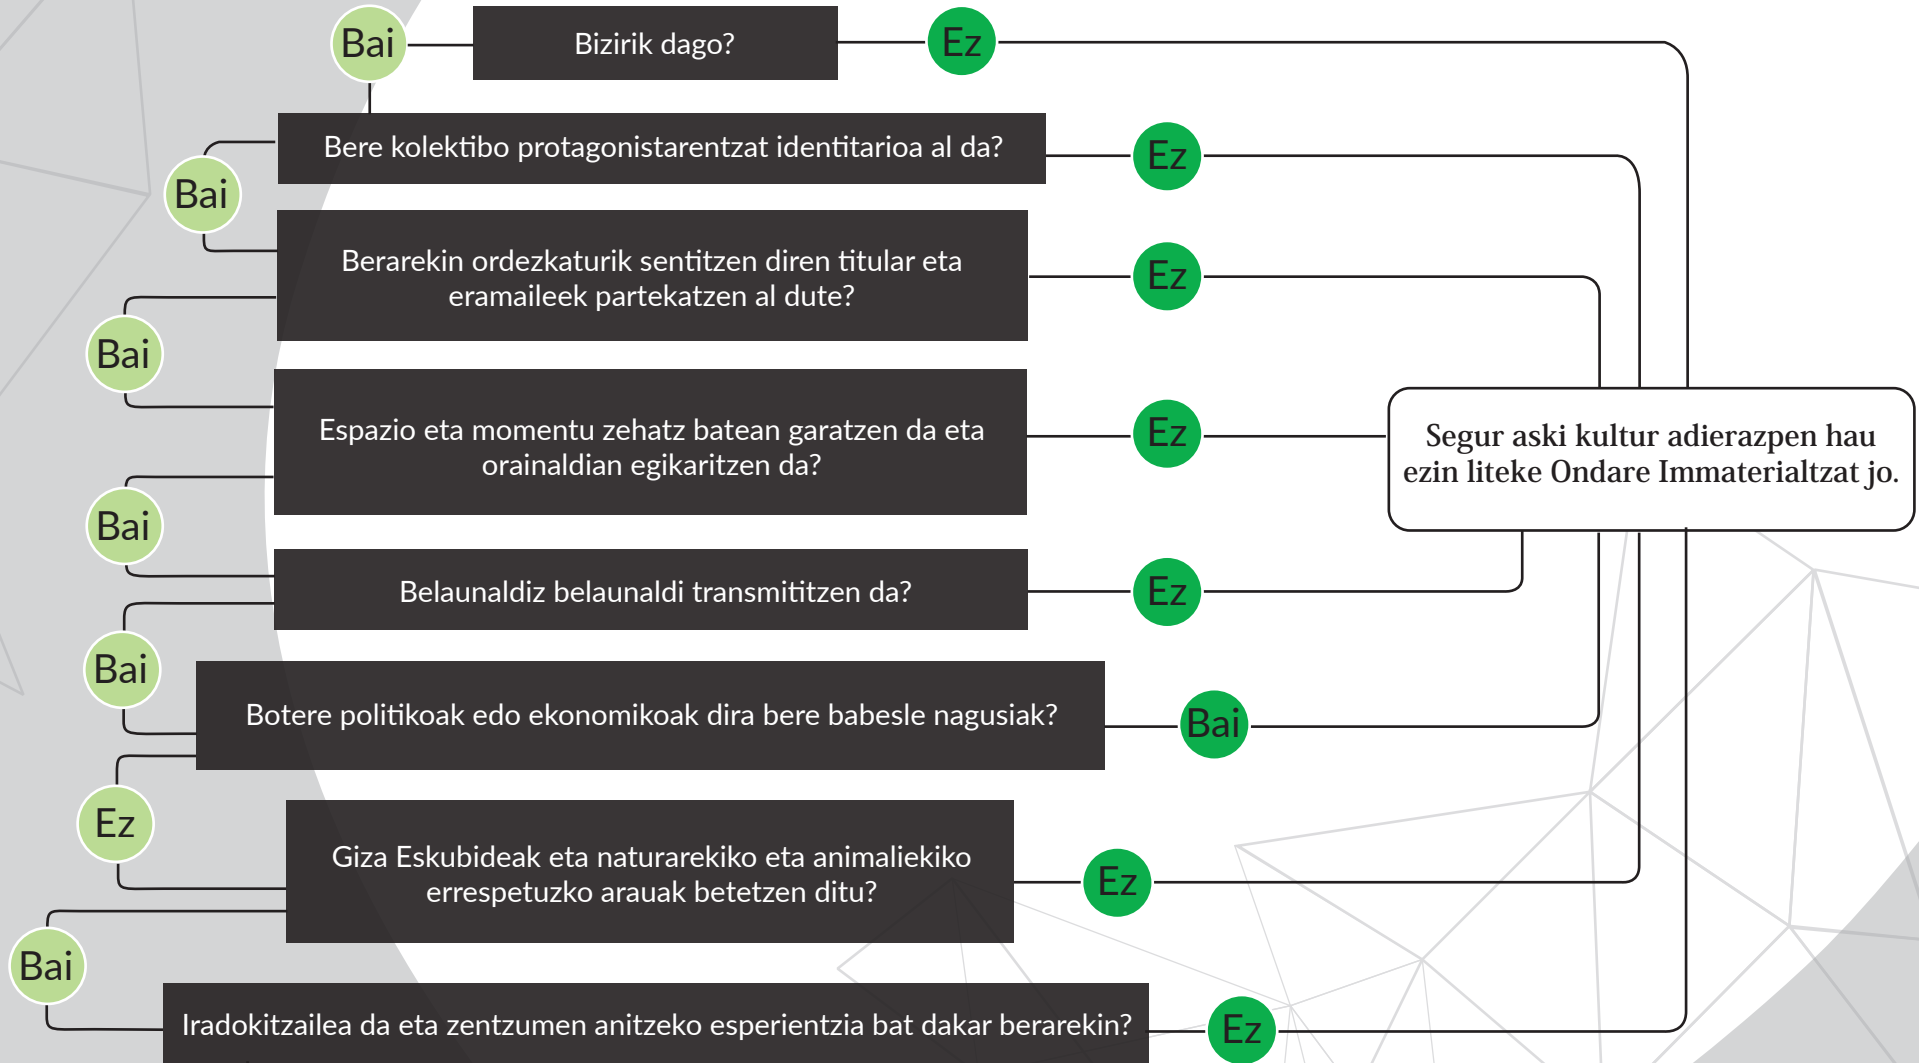 Bai
Bizirik dago?
Ez
Bere kolektibo protagonistarentzat identitarioa al da?
Ez
Bai
Berarekin ordezkaturik sentitzen diren titular eta
eramaileek partekatzen al dute?
Ez
Bai
Espazio eta momentu zehatz batean garatzen da eta
orainaldian egikaritzen da?
Ez
Segur aski kultur adierazpen hau
ezin liteke Ondare Immaterialtzat jo.
Bai
Belaunaldiz belaunaldi transmititzen da?
Ez
Bai
Botere politikoak edo ekonomikoak dira bere babesle nagusiak?
Bai
Ez
Giza Eskubideak eta naturarekiko eta animaliekiko
errespetuzko arauak betetzen ditu?
Ez
Bai
Iradokitzailea da eta zentzumen anitzeko esperientzia bat dakar berarekin?
Ez